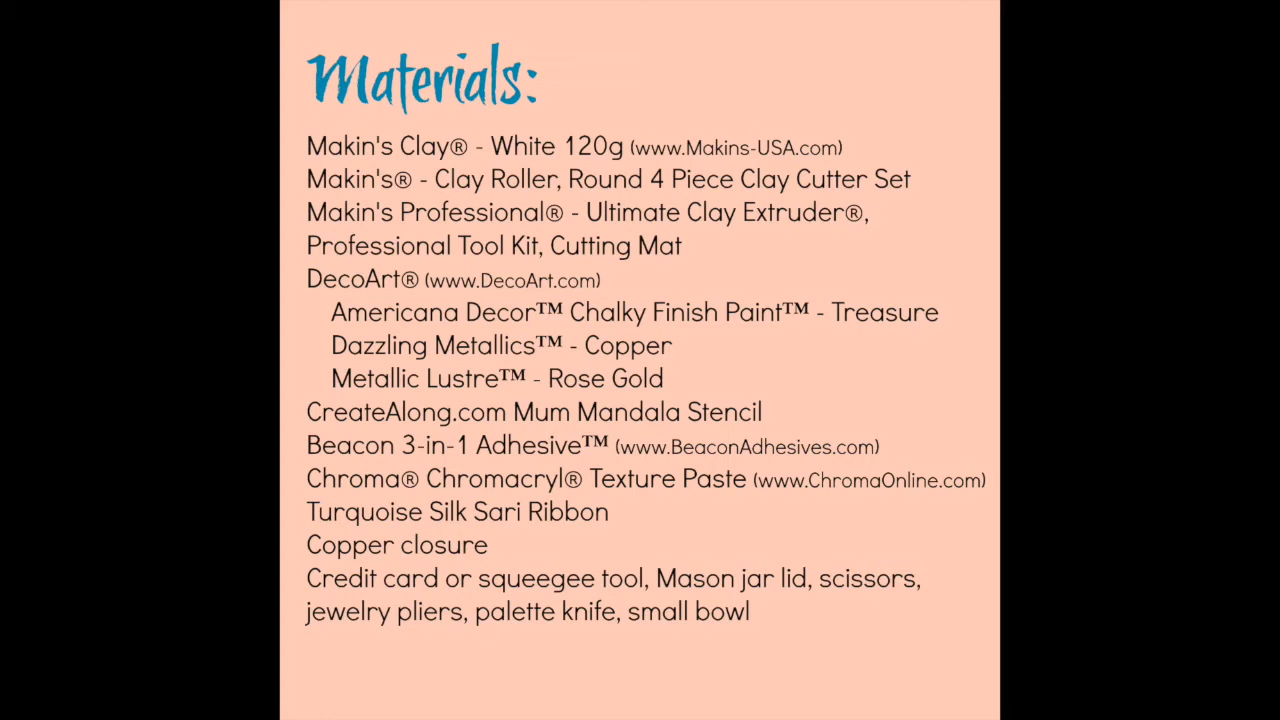 Materials:
Makin's Clay® - White 120g (www.Makins-USA.com)
Makin's® - Clay Roller, Round 4 Piece Clay Cutter Set
Makin's Professional® - Ultimate Clay Extruder®,
Professional Tool Kit, Cutting Mat
DecoArt® (www.DecoArt.com)
Americana Decor™ Chalky Finish Paint™ - Treasure
Dazzling Metallics™ - Copper
Metallic Lustre™ - Rose Gold
CreateAlong.com Mum Mandala Stencil
Beacon 3-in-1 Adhesive™ (www.BeaconAdhesives.com)
Chroma® Chromacryl® Texture Paste (www.ChromaOnline.com)
Turquoise Silk Sari Ribbon
Copper closure
Credit card or squeegee tool, Mason jar lid, scissors,
jewelry pliers, palette knife, small bowl